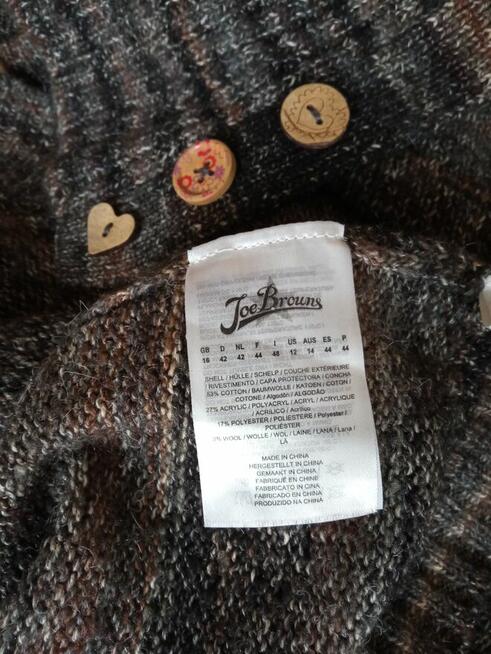 Joe Browns
GB D NL F I US AUS ES P
16 42 42 44 48 12 14 44 44
SHELL / HÜLLE / SCHELP / COUCHE EXTÉRIEURE
/ RIVESTIMENTO / CAPA PROTECTORA / CONCHA
53% COTTON / BAUMWOLLE / KATOEN / COTON /
COTONE / Algodón / ALGODÃO
27% ACRYLIC / POLYACRYL / ACRYL / ACRYLIQUE
/ ACRILICO / Acrílico
17% POLYESTER / POLIESTERE / Polyester /
POLIÉSTER
3% WOOL / WOLLE / WOL / LAINE / LANA / Lana /
LÃ
MADE IN CHINA
HERGESTELLT IN CHINA
GEMAAKT IN CHINA
FABRIQUÉ EN CHINE
FABBRICATO IN CINA
FABRICADO EN CHINA
PRODUZIDO NA CHINA